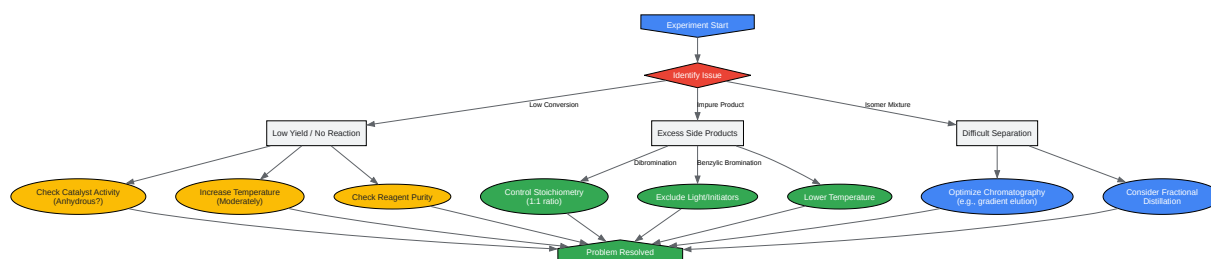 Experiment Start
Identify Issue
Low Conversion
Impure Product
Isomer Mixture
Low Yield / No Reaction
Excess Side Products
Difficult Separation
Dibromination
Benzylic Bromination
Check Catalyst Activity
(Anhydrous?)
Increase Temperature
(Moderately)
Check Reagent Purity
Control Stoichiometry
(1:1 ratio)
Exclude Light/Initiators
Lower Temperature
Optimize Chromatography
(e.g., gradient elution)
Consider Fractional
Distillation
Problem Resolved